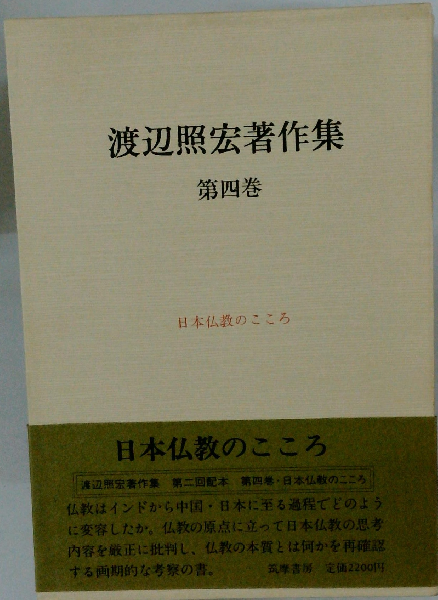 渡辺照宏著作集
第四巻
日本仏教のこころ
日本仏教のこころ
渡辺照宏著作集 第二回配本 第四巻・日本仏教のこころ
仏教はインドから中国・日本に至る過程でどのよう
に変容したか。仏教の原点に立って日本仏教の思考
内容を厳正に批判し、仏教の本質とは何かを再確認
する画期的な考察の書。 筑摩書房 定価2200円